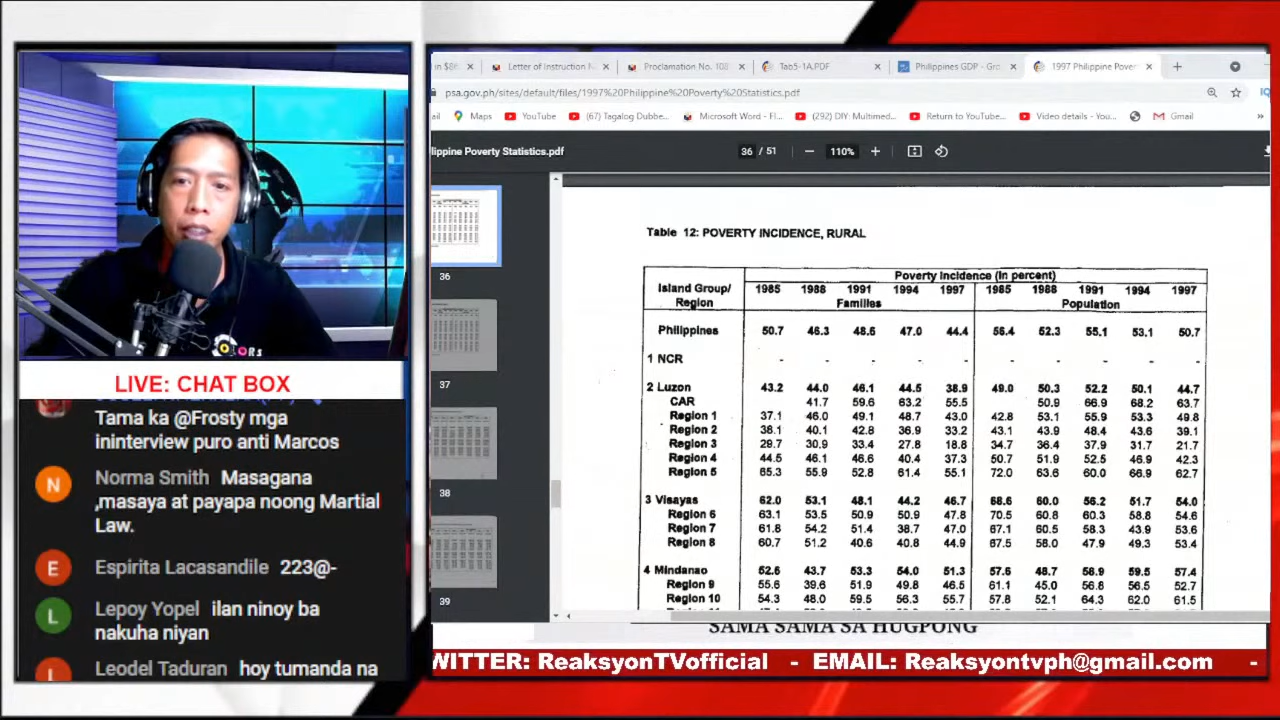 in $B
Letter of Instruction N
Proclamation No. 108
Tab5-1A.PDF
Philippines GDP - Gro
1997 Philippine Pover
psa.gov.ph/sites/default/files/1997%20Philippine%20Poverty%20Statistics.pdf
ail
Maps
YouTube
(67) Tagalog Dubbe...
Microsoft Word - Fl...
(292) DIY: Multimed...
Return to YouTube...
Video details - You...
Gmail
»
ilippine Poverty Statistics.pdf
36 / 51
110%
36
37
38
39
Table 12: POVERTY INCIDENCE, RURAL
Poverty Incidence (In percent)
Island Group/ 1985 1988 1991 1994 1997 1985 1988 1991 1994 1997
Region Families Population
Philippines 50.7 46.3 48.6 47.0 44.4 56.4 52.3 55.1 53.1 50.7
1 NCR - - - - - - - - - -
2 Luzon 43.2 44.0 46.1 44.5 38.9 49.0 50.3 52.2 50.1 44.7
CAR 41.7 59.6 63.2 55.5 50.9 66.9 68.2 63.7
Region 1 37.1 46.0 49.1 48.7 43.0 42.8 53.1 55.9 53.3 49.8
Region 2 38.1 40.1 42.8 36.9 33.2 43.1 43.9 48.4 43.6 39.1
Region 3 29.7 30.9 33.4 27.8 18.8 34.7 36.4 37.9 31.7 21.7
Region 4 44.5 46.1 46.6 40.4 37.3 50.7 51.9 52.5 46.9 42.3
Region 5 65.3 55.9 52.8 61.4 55.1 72.0 63.6 60.0 66.9 62.7
3 Visayas 62.0 53.1 48.1 44.2 46.7 68.6 60.0 56.2 51.7 54.0
Region 6 63.1 53.5 50.9 50.9 47.8 70.5 60.8 60.3 58.8 54.6
Region 7 61.8 54.2 51.4 38.7 47.0 67.1 60.5 58.3 43.9 53.6
Region 8 60.7 51.2 40.6 40.8 44.9 67.5 58.0 47.9 49.3 53.4
4 Mindanao 52.6 43.7 53.3 54.0 51.3 57.6 48.7 58.9 59.5 57.4
Region 9 55.6 39.6 51.9 49.8 46.5 61.1 45.0 56.8 56.5 52.7
Region 10 54.3 48.0 59.5 56.3 55.7 57.8 52.1 64.3 62.0 61.5
LIVE: CHAT BOX
Tama ka @Frosty mga
ininterview puro anti Marcos
Norma Smith Masagana
,masaya at payapa noong Martial
Law.
Espirita Lacasandile 223@-
Lepoy Yopel ilan ninoy ba
nakuha niyan
Leodel Taduran hoy tumanda na
N
E
L
L
SAMA SAMA SA HUGPONG
WITTER: ReaksyonTVofficial - EMAIL: Reaksyontvph@gmail.com -